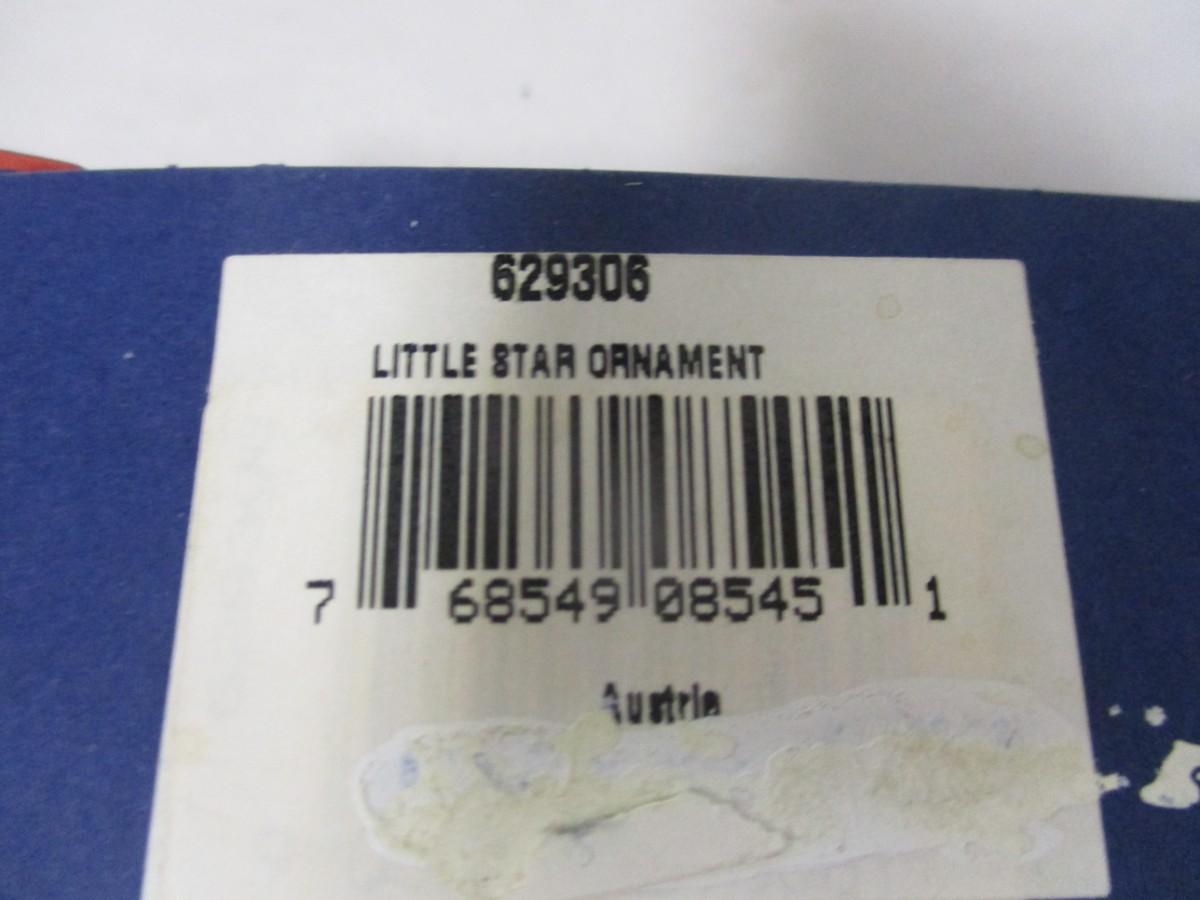 629306
LITTLE STAR ORNAMENT
7 68549 08545 1
Austria